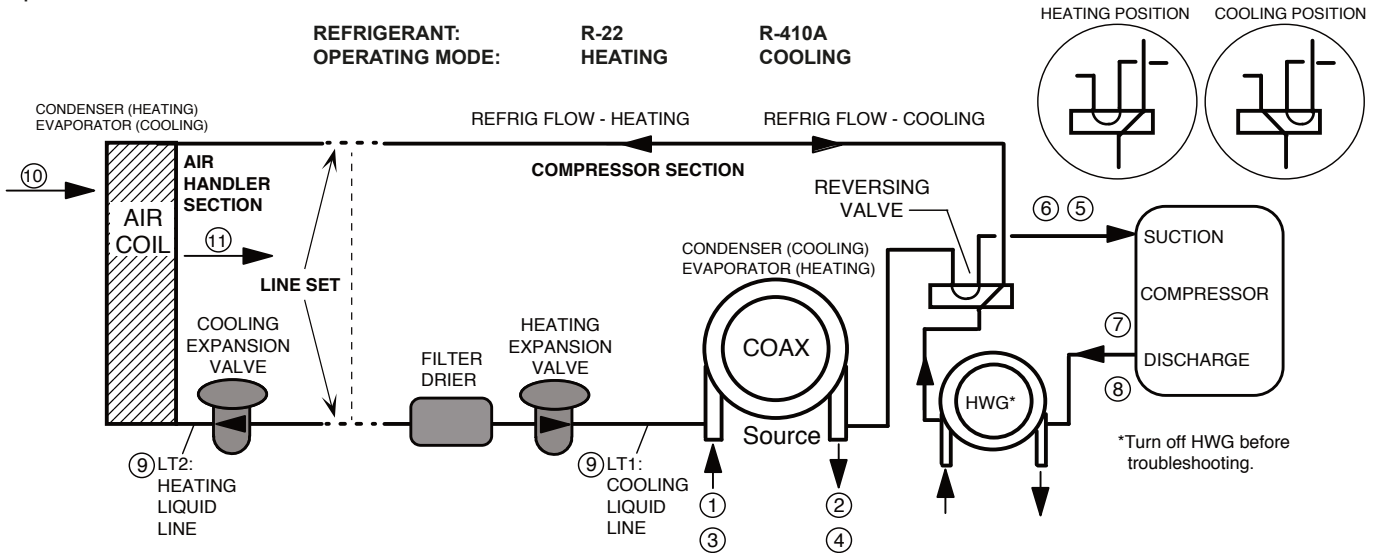 HEATING POSITION
COOLING POSITION
REFRIGERANT: R-22 R-410A
OPERATING MODE: HEATING COOLING
CONDENSER (HEATING)
EVAPORATOR (COOLING)
REFRIG FLOW - HEATING
REFRIG FLOW - COOLING
COMPRESSOR SECTION
AIR
HANDLER
SECTION
10
AIR
COIL
11
LINE SET
REVERSING
VALVE
6 5
SUCTION
COMPRESSOR
7
DISCHARGE
8
CONDENSER (COOLING)
EVAPORATOR (HEATING)
COAX
Source
COOLING
EXPANSION
VALVE
FILTER
DRIER
HEATING
EXPANSION
VALVE
HWG*
*Turn off HWG before
troubleshooting.
9 LT2:
HEATING
LIQUID
LINE
9 LT1:
COOLING
LIQUID
LINE
1
3
2
4